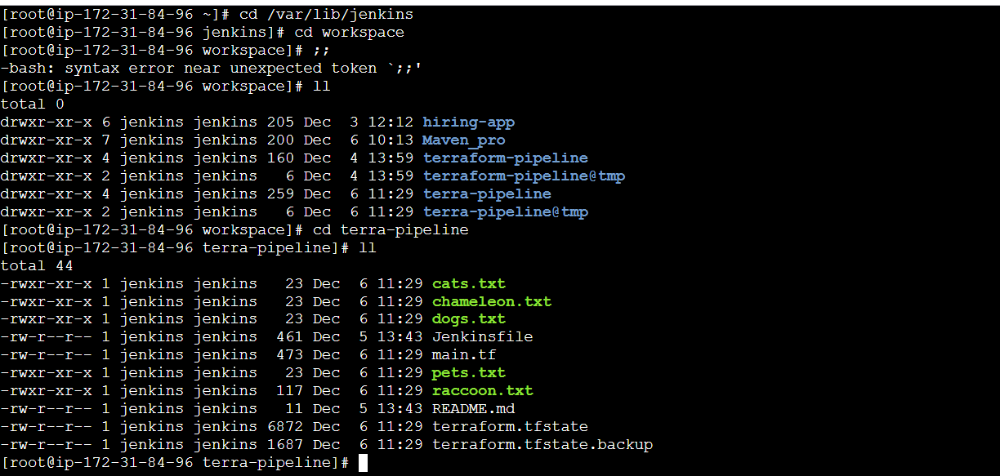 [root@ip-172-31-84-96 ~]# cd /var/lib/jenkins
[root@ip-172-31-84-96 jenkins]# cd workspace
[root@ip-172-31-84-96 workspace]# ;;
-bash: syntax error near unexpected token `;;'
[root@ip-172-31-84-96 workspace]# ll
total 0
drwxr-xr-x 6 jenkins jenkins 205 Dec  3 12:12 hiring-app
drwxr-xr-x 7 jenkins jenkins 200 Dec  6 10:13 Maven_pro
drwxr-xr-x 4 jenkins jenkins 160 Dec  4 13:59 terraform-pipeline
drwxr-xr-x 2 jenkins jenkins   6 Dec  4 13:59 terraform-pipeline@tmp
drwxr-xr-x 4 jenkins jenkins 259 Dec  6 11:29 terra-pipeline
drwxr-xr-x 2 jenkins jenkins   6 Dec  6 11:29 terra-pipeline@tmp
[root@ip-172-31-84-96 workspace]# cd terra-pipeline
[root@ip-172-31-84-96 terra-pipeline]# ll
total 44
-rwxr-xr-x 1 jenkins jenkins   23 Dec  6 11:29 cats.txt
-rwxr-xr-x 1 jenkins jenkins   23 Dec  6 11:29 chameleon.txt
-rwxr-xr-x 1 jenkins jenkins   23 Dec  6 11:29 dogs.txt
-rw-r--r-- 1 jenkins jenkins  461 Dec  5 13:43 Jenkinsfile
-rw-r--r-- 1 jenkins jenkins  473 Dec  6 11:29 main.tf
-rwxr-xr-x 1 jenkins jenkins   23 Dec  6 11:29 pets.txt
-rwxr-xr-x 1 jenkins jenkins  117 Dec  6 11:29 raccoon.txt
-rw-r--r-- 1 jenkins jenkins   11 Dec  5 13:43 README.md
-rw-r--r-- 1 jenkins jenkins 6872 Dec  6 11:29 terraform.tfstate
-rw-r--r-- 1 jenkins jenkins 1687 Dec  6 11:29 terraform.tfstate.backup
[root@ip-172-31-84-96 terra-pipeline]#